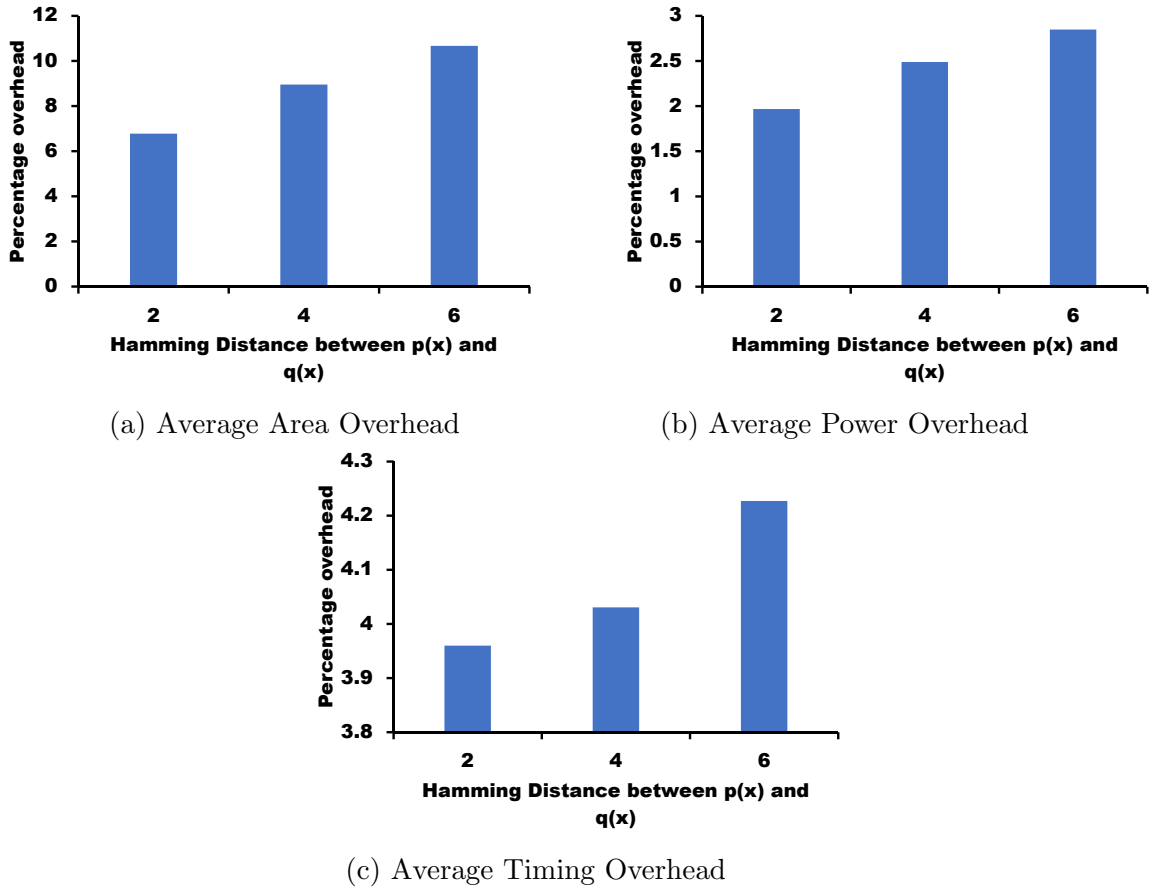 Percentage overhead
12
10
8
6
4
2
0
2 4 6
Hamming Distance between p(x) and
q(x)
(a) Average Area Overhead
Percentage overhead
3
2.5
2
1.5
1
0.5
0
2 4 6
Hamming Distance between p(x) and
q(x)
(b) Average Power Overhead
Percentage overhead
4.3
4.2
4.1
4
3.9
3.8
2 4 6
Hamming Distance between p(x) and
q(x)
(c) Average Timing Overhead